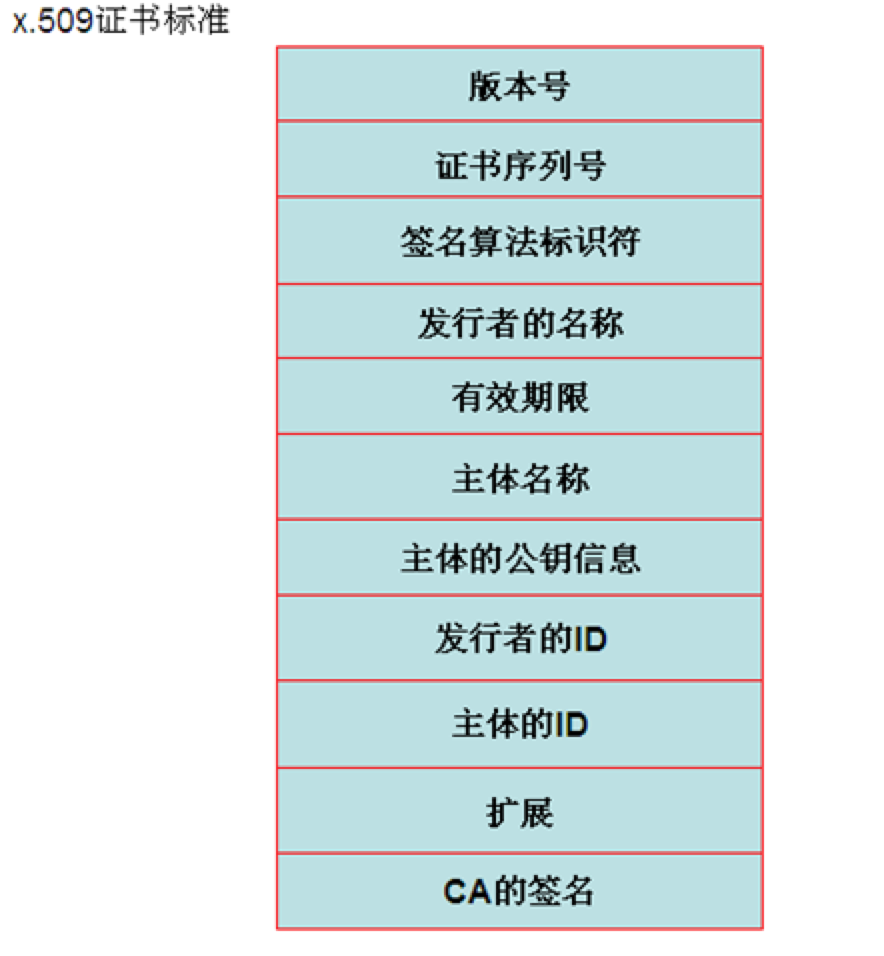 x.509证书标准
版本号
证书序列号
签名算法标识符
发行者的名称
有效期限
主体名称
主体的公钥信息
发行者的ID
主体的ID
扩展
CA的签名